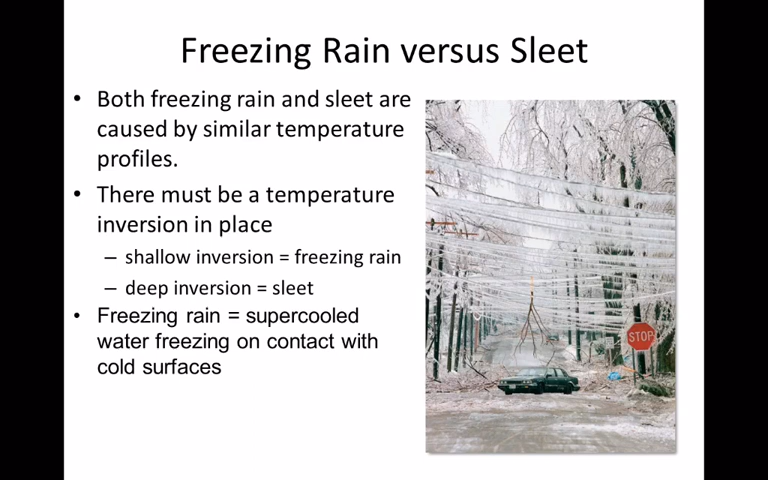 Freezing Rain versus Sleet
• Both freezing rain and sleet are
caused by similar temperature
profiles.
• There must be a temperature
inversion in place
– shallow inversion = freezing rain
– deep inversion = sleet
• Freezing rain = supercooled
water freezing on contact with
cold surfaces
STOP